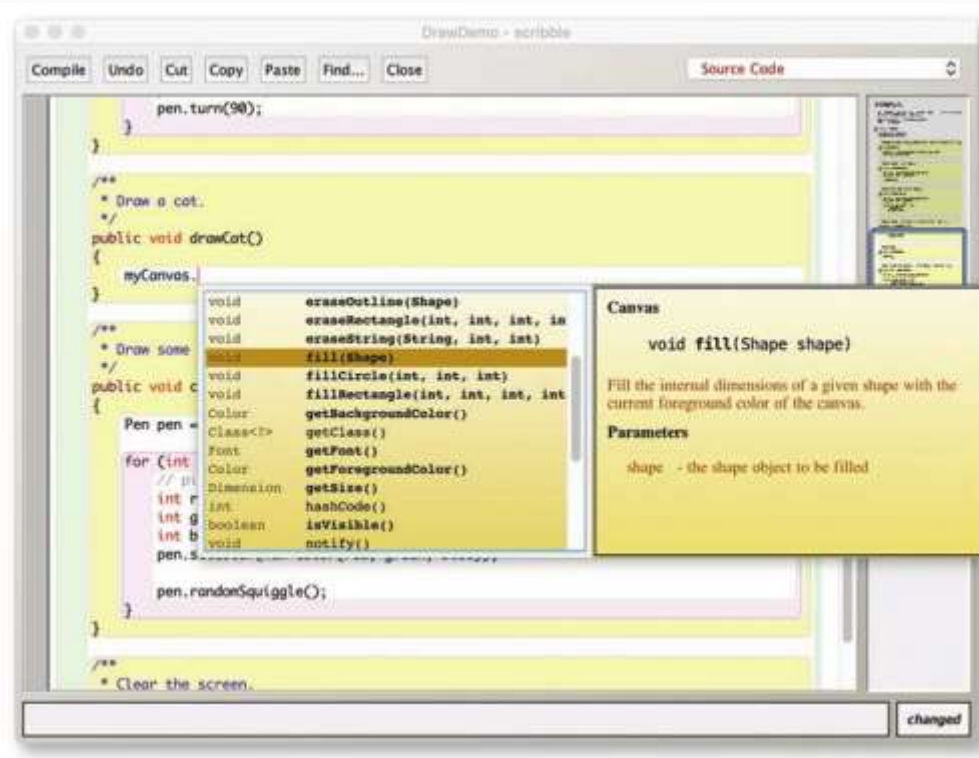 DrawDemo - scribble
Compile Undo Cut Copy Paste Find... Close Source Code
pen.turn(90);
}
}
/**
* Draw a cat.
*/
public void drawCat()
{
myCanvas.
}
/**
* Draw some
*/
public void c
{
Pen pen =
for (int
// pi
int r
int g
int b
pen.s
pen.randomSquiggle();
}
}
/**
* Clear the screen.
void eraseOutline(Shape)
void eraseRectangle(int, int, int, in
void eraseString(String, int, int)
void fill(Shape)
void fillCircle(int, int, int)
void fillRectangle(int, int, int, int
Color getBackgroundColor()
Class<?> getClass()
Font getFont()
Color getForegroundColor()
Dimension getSize()
int hashCode()
boolean isVisible()
void notify()
Canvas
void fill(Shape shape)
Fill the internal dimensions of a given shape with the
current foreground color of the canvas.
Parameters
shape - the shape object to be filled
changed